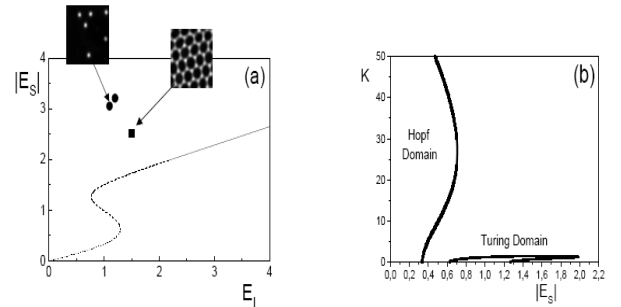 (a)
|E_S|
4
3
2
1
0
0 1 2 3 4
E_I
(b)
K
50
40
30
20
10
0
Hopf
Domain
Turing Domain
0,0 0,2 0,4 0,6 0,8 1,0 1,2 1,4 1,6 1,8 2,0 2,2
|E_S|